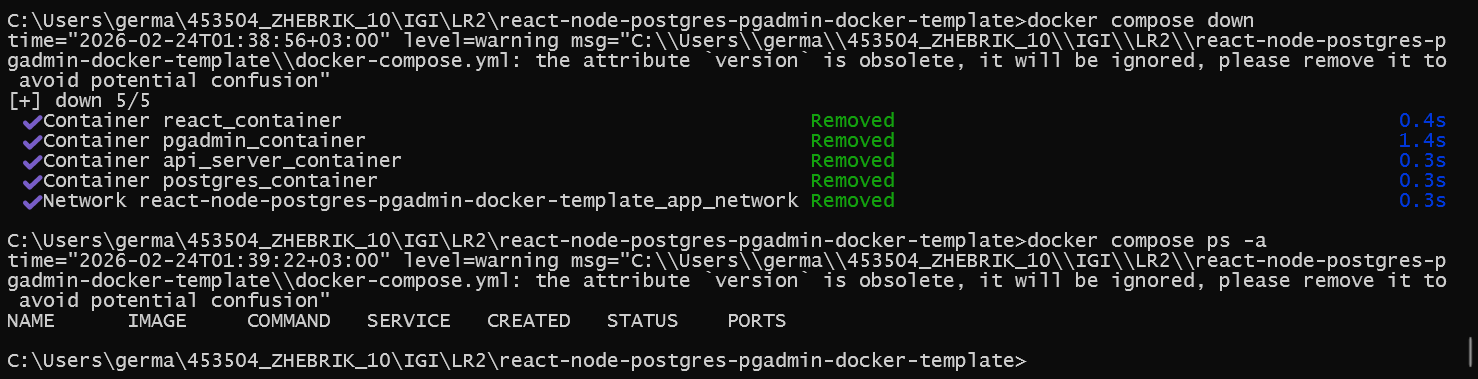 C:\Users\germa\453504_ZHEBRIK_10\IGI\LR2\react-node-postgres-pgadmin-docker-template>docker compose down
time="2026-02-24T01:38:56+03:00" level=warning msg="C:\\Users\\germa\\453504_ZHEBRIK_10\\IGI\\LR2\\react-node-postgres-p
gadmin-docker-template\\docker-compose.yml: the attribute `version` is obsolete, it will be ignored, please remove it to
 avoid potential confusion"
[+] down 5/5
 ✔Container react_container Removed 0.4s
 ✔Container pgadmin_container Removed 1.4s
 ✔Container api_server_container Removed 0.3s
 ✔Container postgres_container Removed 0.3s
 ✔Network react-node-postgres-pgadmin-docker-template_app_network Removed 0.3s
C:\Users\germa\453504_ZHEBRIK_10\IGI\LR2\react-node-postgres-pgadmin-docker-template>docker compose ps -a
time="2026-02-24T01:39:22+03:00" level=warning msg="C:\\Users\\germa\\453504_ZHEBRIK_10\\IGI\\LR2\\react-node-postgres-p
gadmin-docker-template\\docker-compose.yml: the attribute `version` is obsolete, it will be ignored, please remove it to
 avoid potential confusion"
NAME IMAGE COMMAND SERVICE CREATED STATUS PORTS
C:\Users\germa\453504_ZHEBRIK_10\IGI\LR2\react-node-postgres-pgadmin-docker-template>